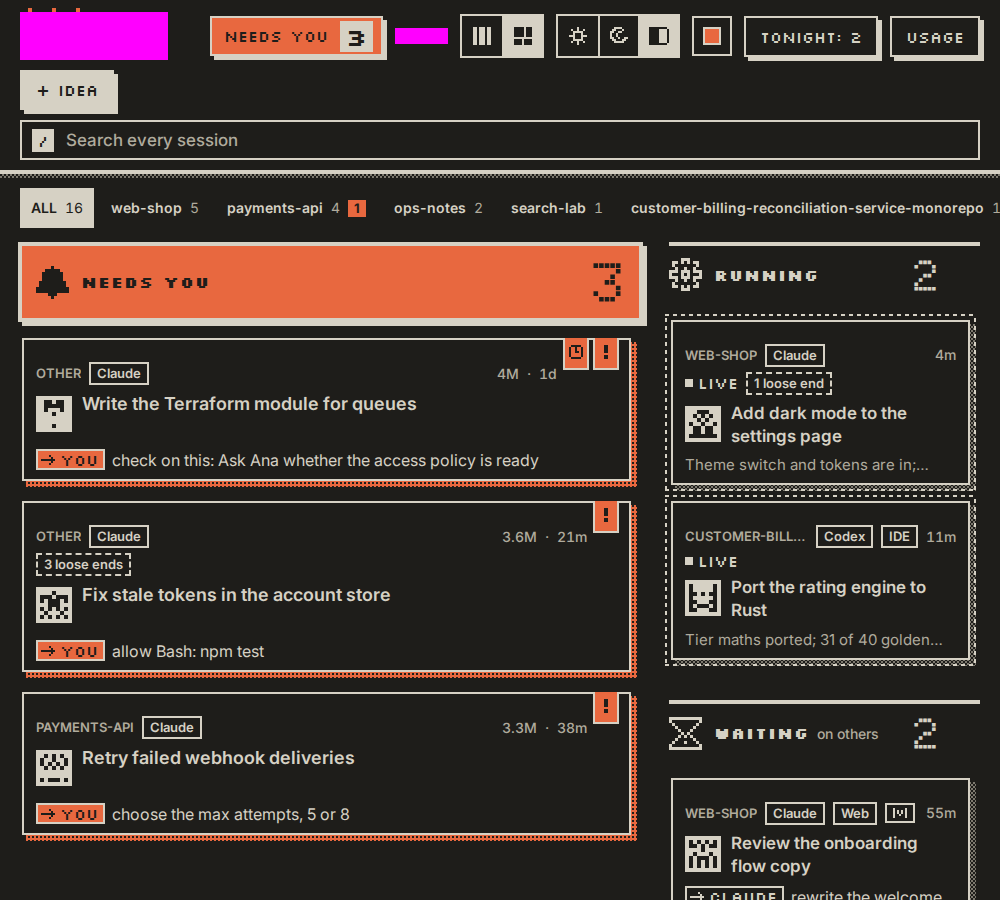 NEEDS YOU 3
TONIGHT: 2
USAGE
+ IDEA
/ Search every session
ALL 16 web-shop 5 payments-api 4 1 ops-notes 2 search-lab 1 customer-billing-reconciliation-service-monorepo 1
NEEDS YOU 3
OTHER Claude 4M · 1d !
Write the Terraform module for queues
→ YOU check on this: Ask Ana whether the access policy is ready
OTHER Claude 3.6M · 21m !
3 loose ends
Fix stale tokens in the account store
→ YOU allow Bash: npm test
PAYMENTS-API Claude 3.3M · 38m !
Retry failed webhook deliveries
→ YOU choose the max attempts, 5 or 8
RUNNING 2
WEB-SHOP Claude 4m
LIVE 1 loose end
Add dark mode to the
settings page
Theme switch and tokens are in;...
CUSTOMER-BILL... Codex IDE 11m
LIVE
Port the rating engine to
Rust
Tier maths ported; 31 of 40 golden...
WAITING on others 2
WEB-SHOP Claude Web 55m
Review the onboarding
flow copy
→ CLAUDE rewrite the welcome